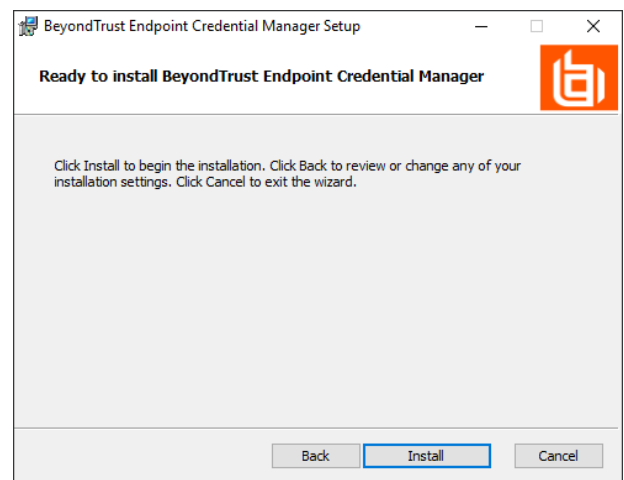 BeyondTrust Endpoint Credential Manager Setup
Ready to install BeyondTrust Endpoint Credential Manager
Click Install to begin the installation. Click Back to review or change any of your
installation settings. Click Cancel to exit the wizard.
Back Install Cancel